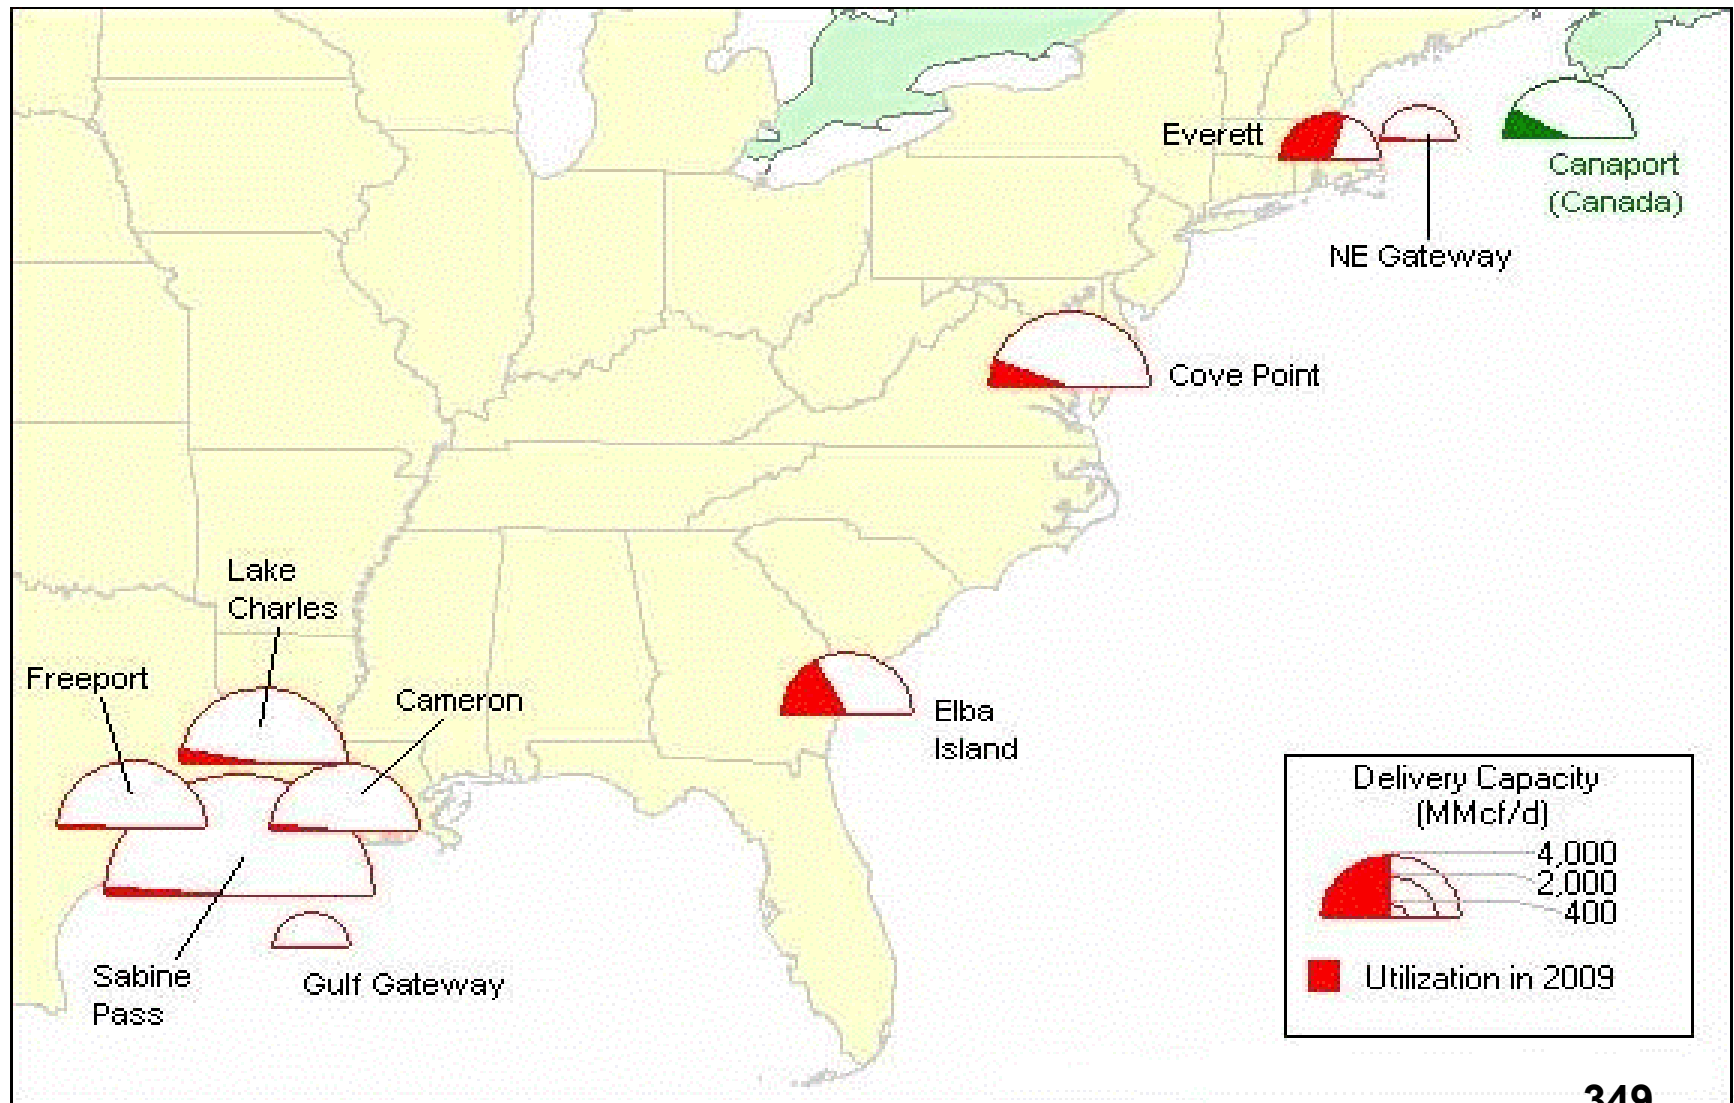 Everett
NE Gateway
Canaport
(Canada)
Cove Point
Lake
Charles
Freeport
Cameron
Elba
Island
Sabine
Pass
Gulf Gateway
Delivery Capacity
(MMcf/d)
4,000
2,000
400
Utilization in 2009
349